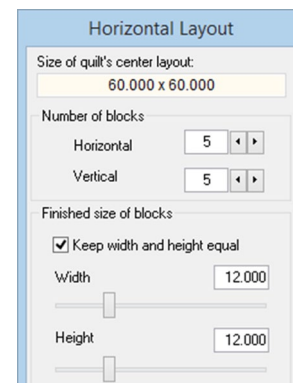 Horizontal Layout
Size of quilt's center layout:
60.000 x 60.000
Number of blocks
Horizontal 5
Vertical 5
Finished size of blocks
Keep width and height equal
Width 12.000
Height 12.000